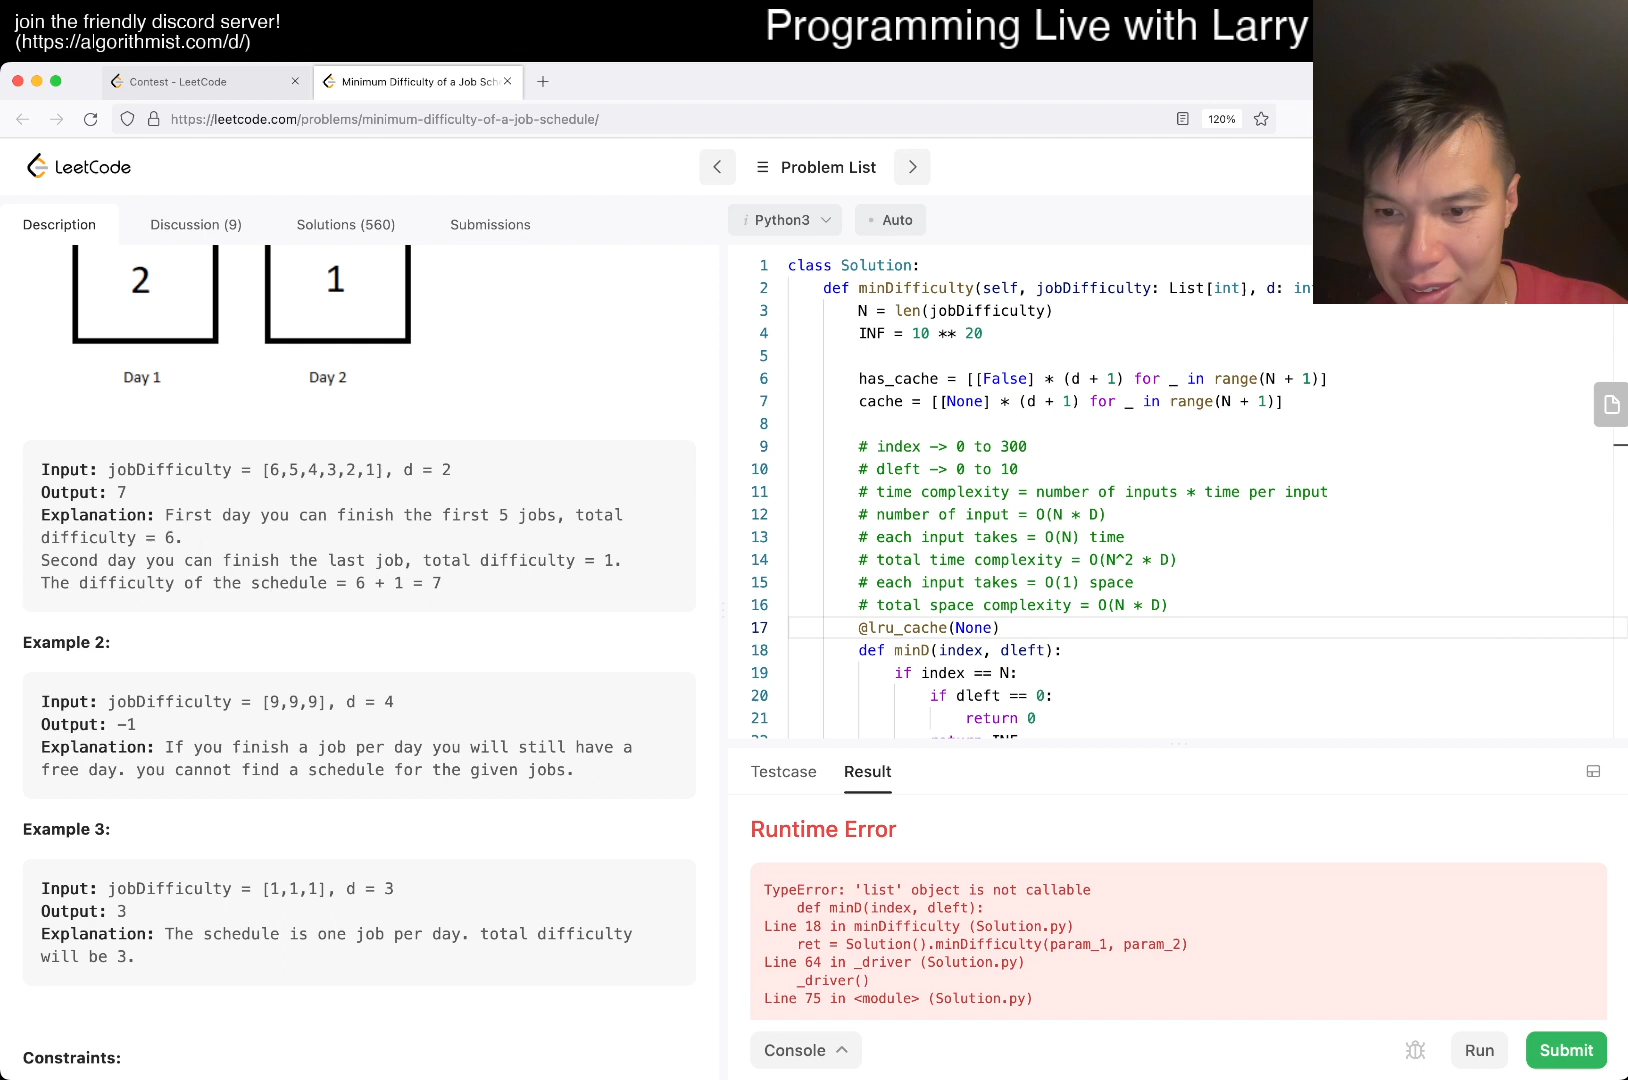 join the friendly discord server!
(https://algorithmist.com/d/)
Programming Live with Larry
Contest - LeetCode
Minimum Difficulty of a Job Sch
https://leetcode.com/problems/minimum-difficulty-of-a-job-schedule/
120%
LeetCode
Problem List
Description
Discussion (9)
Solutions (560)
Submissions
2
1
Day 1
Day 2
Input: jobDifficulty = [6,5,4,3,2,1], d = 2
Output: 7
Explanation: First day you can finish the first 5 jobs, total
difficulty = 6.
Second day you can finish the last job, total difficulty = 1.
The difficulty of the schedule = 6 + 1 = 7
Example 2:
Input: jobDifficulty = [9,9,9], d = 4
Output: -1
Explanation: If you finish a job per day you will still have a
free day. you cannot find a schedule for the given jobs.
Example 3:
Input: jobDifficulty = [1,1,1], d = 3
Output: 3
Explanation: The schedule is one job per day. total difficulty
will be 3.
Constraints:
i Python3
Auto
1 class Solution:
2 def minDifficulty(self, jobDifficulty: List[int], d: in
3 N = len(jobDifficulty)
4 INF = 10 ** 20
5
6 has_cache = [[False] * (d + 1) for _ in range(N + 1)]
7 cache = [[None] * (d + 1) for _ in range(N + 1)]
8
9 # index -> 0 to 300
10 # dleft -> 0 to 10
11 # time complexity = number of inputs * time per input
12 # number of input = O(N * D)
13 # each input takes = O(N) time
14 # total time complexity = O(N^2 * D)
15 # each input takes = O(1) space
16 # total space complexity = O(N * D)
17 @lru_cache(None)
18 def minD(index, dleft):
19 if index == N:
20 if dleft == 0:
21 return 0
22 return INF
Testcase
Result
Runtime Error
TypeError: 'list' object is not callable
def minD(index, dleft):
Line 18 in minDifficulty (Solution.py)
ret = Solution().minDifficulty(param_1, param_2)
Line 64 in _driver (Solution.py)
_driver()
Line 75 in <module> (Solution.py)
Console
Run
Submit